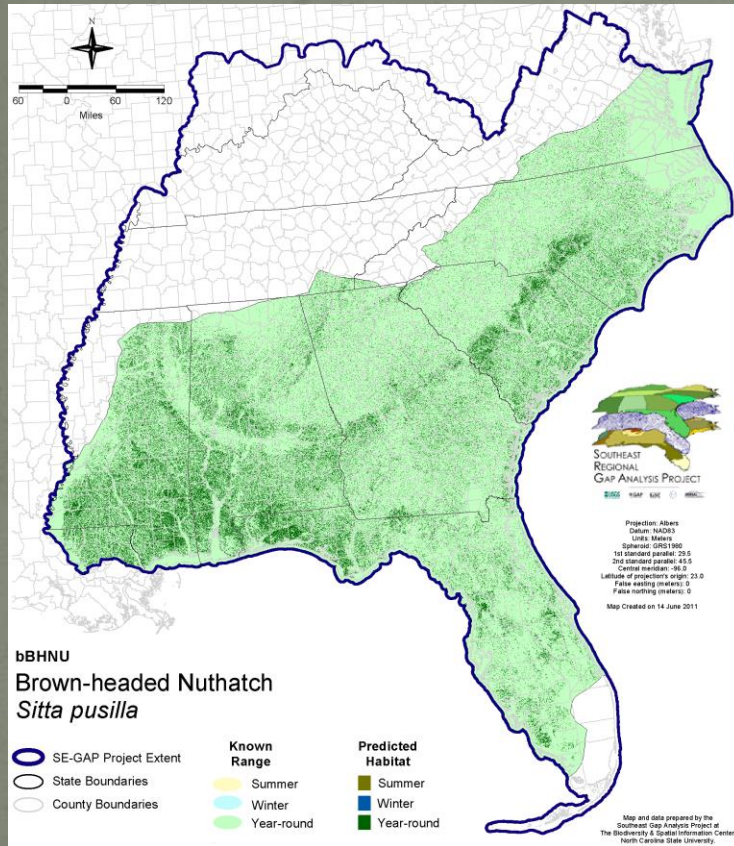 N
60 0 60 120
Miles
SOUTHEAST
REGIONAL
GAP ANALYSIS PROJECT
Projection: Albers
Datum: NAD83
Units: Meters
Spheroid: GRS1980
1st standard parallel: 29.5
2nd standard parallel: 45.5
Central meridian: -96.0
Latitude of projection's origin: 23.0
False easting (meters): 0
False northing (meters): 0
Map Created on 14 June 2011
bBHNU
Brown-headed Nuthatch
Sitta pusilla
SE-GAP Project Extent
State Boundaries
County Boundaries
Known
Range
Summer
Winter
Year-round
Predicted
Habitat
Summer
Winter
Year-round
Map and data prepared by the
Southeast Gap Analysis Project at
The Biodiversity & Spatial Information Center
North Carolina State University.